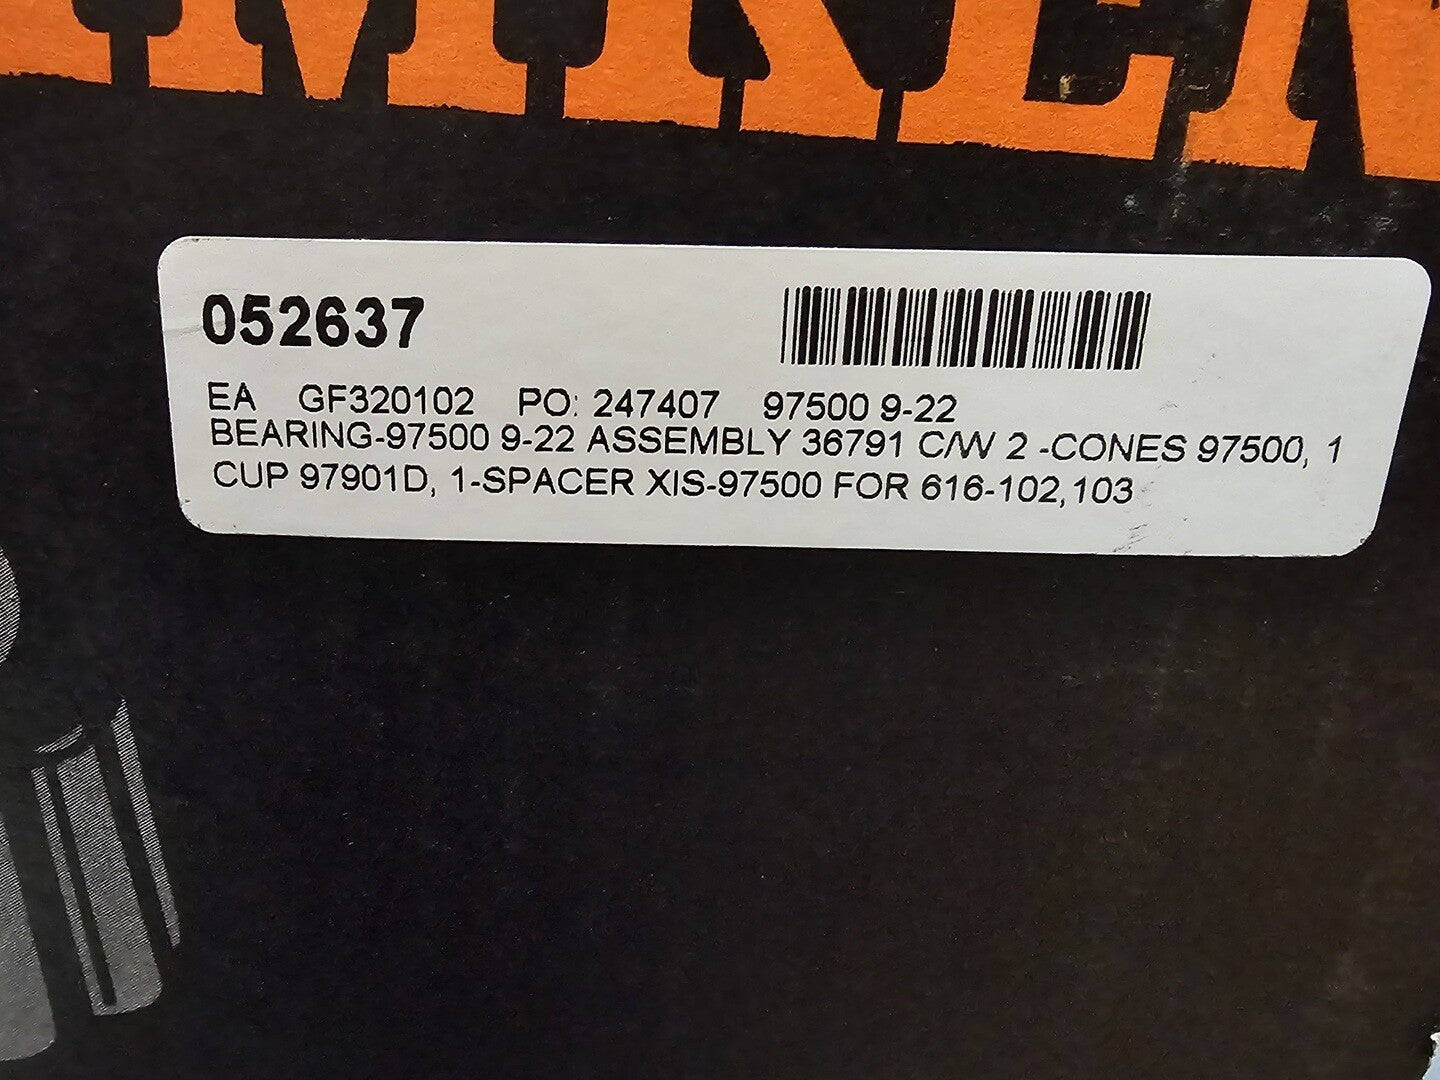 TIMKEN
052637
EA GF320102 PO: 247407 97500 9-22
BEARING-97500 9-22 ASSEMBLY 36791 C/W 2 -CONES 97500, 1
CUP 97901D, 1-SPACER XIS-97500 FOR 616-102,103